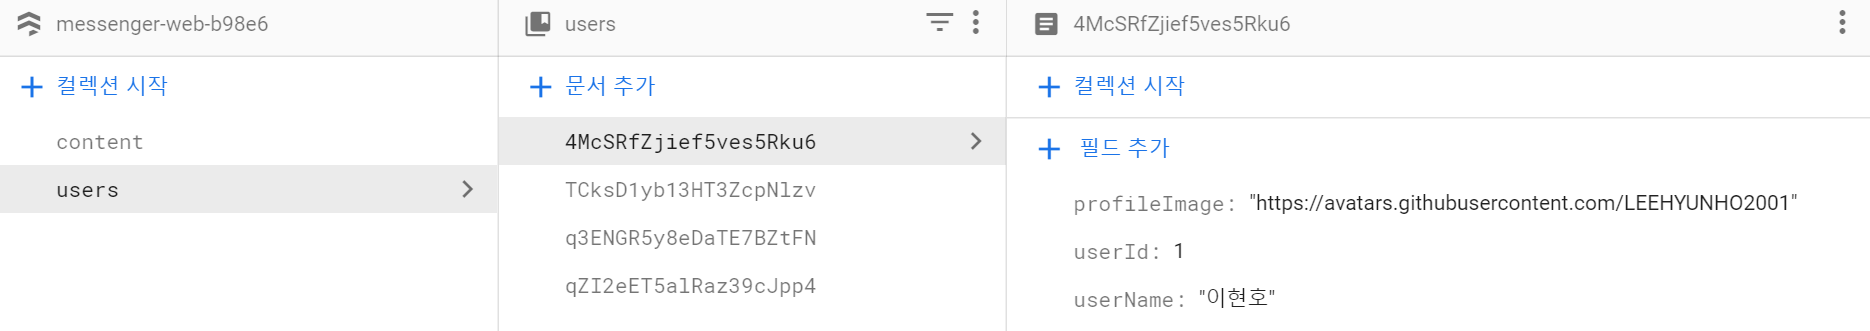 messenger-web-b98e6
컬렉션 시작
content
users
users
문서 추가
4McSRfZjief5ves5Rku6
TCksD1yb13HT3ZcpNlzv
q3ENGR5y8eDaTE7BZtFN
qZI2eET5alRaz39cJpp4
4McSRfZjief5ves5Rku6
컬렉션 시작
필드 추가
profileImage: "https://avatars.githubusercontent.com/LEEHYUNHO2001"
userId: 1
userName: "이현호"